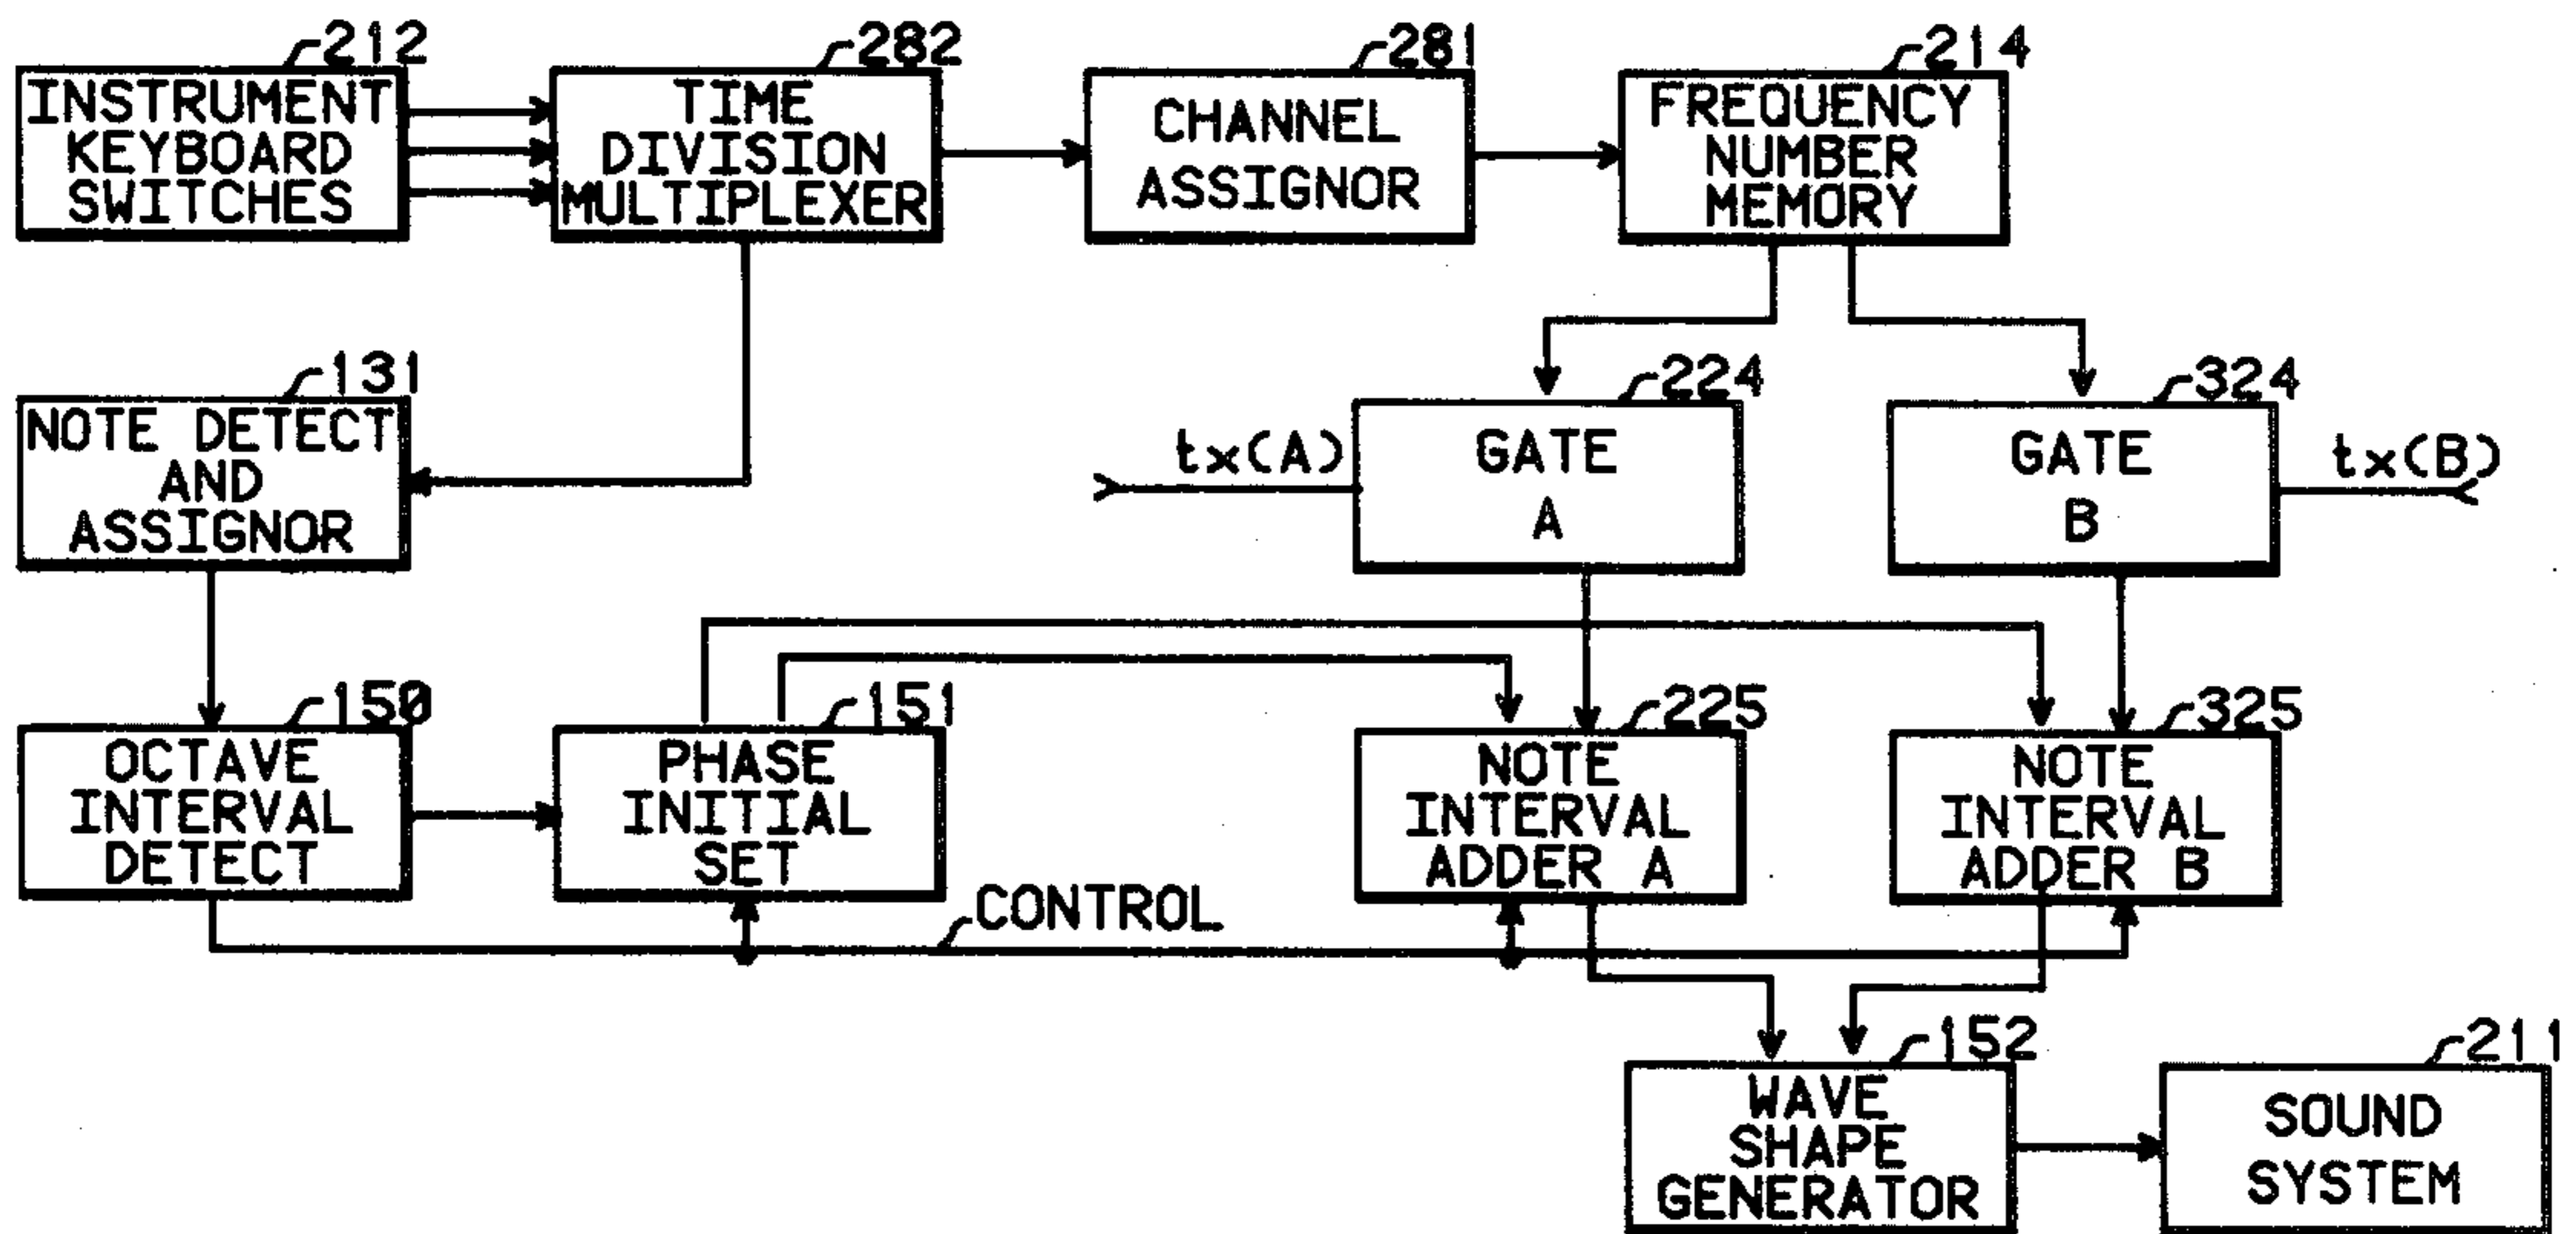 212
INSTRUMENT
KEYBOARD
SWITCHES
282
TIME
DIVISION
MULTIPLEXER
281
CHANNEL
ASSIGNOR
214
FREQUENCY
NUMBER
MEMORY
131
NOTE DETECT
AND
ASSIGNOR
tx(A)
224
GATE
A
324
GATE
B
tx(B)
150
OCTAVE
INTERVAL
DETECT
151
PHASE
INITIAL
SET
CONTROL
225
NOTE
INTERVAL
ADDER A
325
NOTE
INTERVAL
ADDER B
152
WAVE
SHAPE
GENERATOR
211
SOUND
SYSTEM